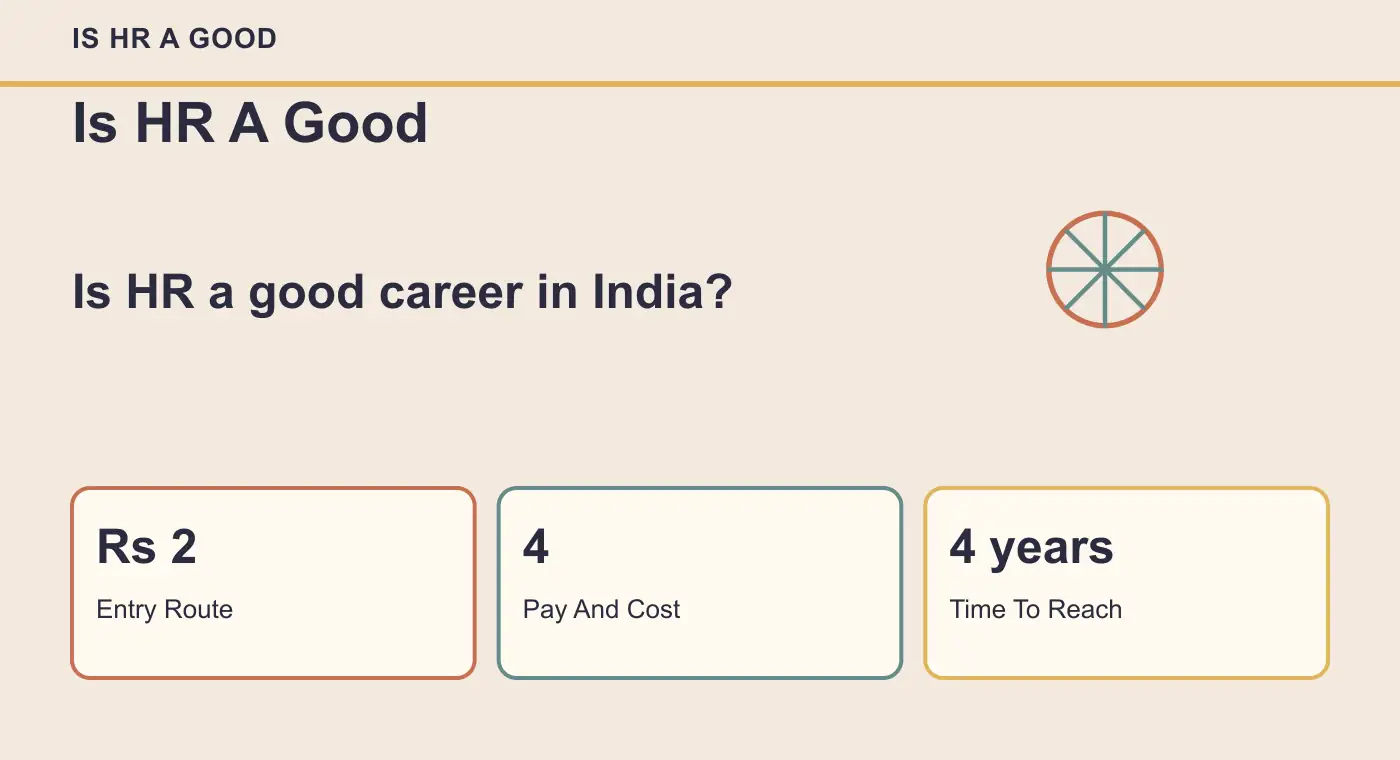 IS HR A GOOD
Is HR A Good
Is HR a good career in India?
Rs 2
Entry Route
4
Pay And Cost
4 years
Time To Reach